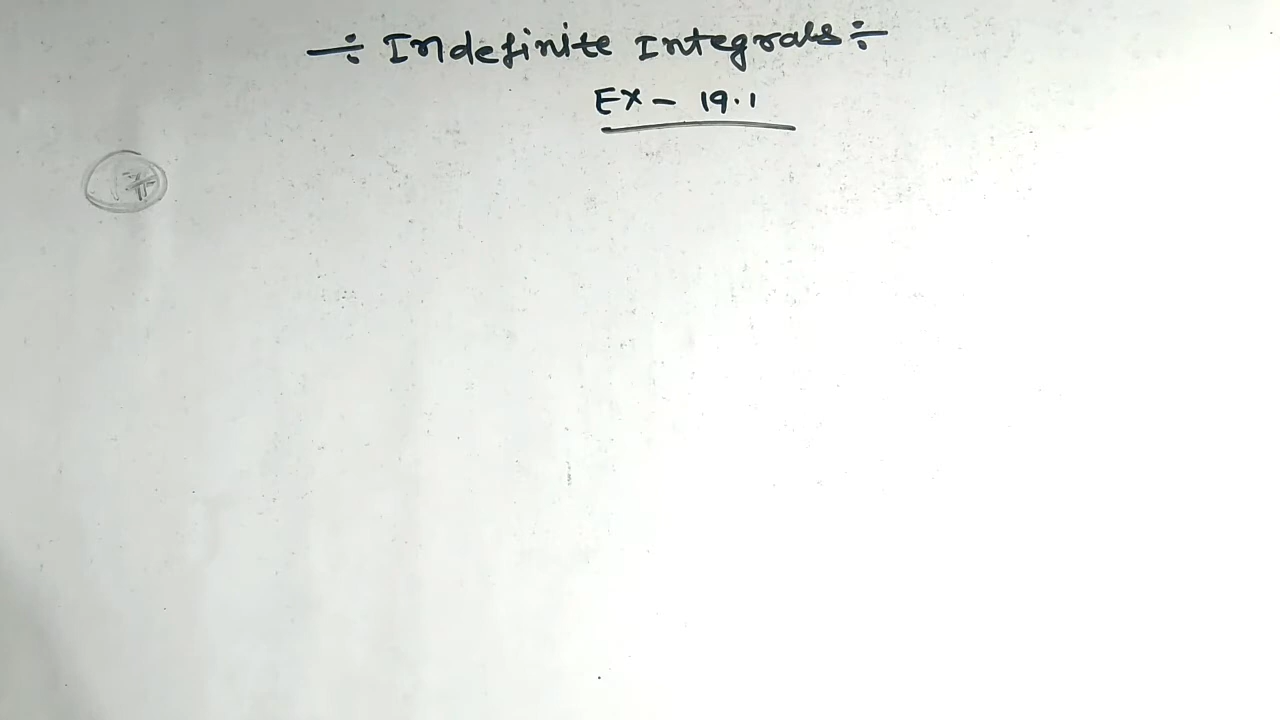 ÷ Indefinite Integrals ÷
EX - 19.1